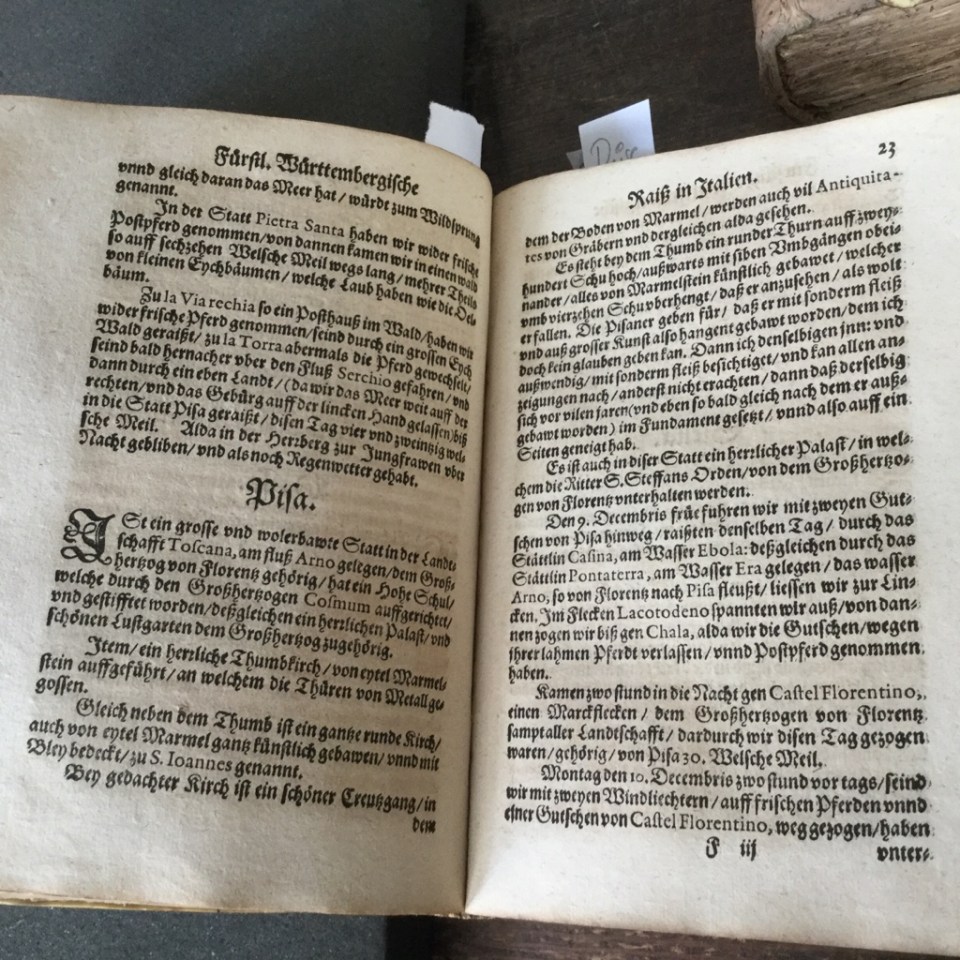 Fürstl. Württembergische
vnnd gleich daran das Meer hat / würdt zum Wildsprung
genannt.
In der Statt Pietra Santa haben wir wider frische
Postpferd genommen / von dannen kamen wir in einen wald
so auff sechzehen Welsche Meil wegs lang / mehrer Theils
von kleinen Eychbäumen / welche Laub haben wie die Oel-
bäum.
Zu la Via rechia so ein Posthauß im Wald / haben wir
wider frische Pferd genommen / seind durch ein grossen Eych
Wald geraißt / zu la Torra abermals die Pferd gewechselt /
seind bald hernacher vber den Fluß Serchio gefahren / vnd
dann durch ein eben Landt / (da wir das Meer weit auff der
rechten / vnd das Gebürg auff der lincken Hand gelassen) biß
in die Statt Pisa geraißt / disen Tag vier vnd zweintzig wel-
sche Meil. Alda in der Herzberg zur Jungfrawen vber
Nacht gebliben / vnd als noch Regenwetter gehabt.
Pisa.
ISt ein grosse vnd wolerbawte Statt in der Landt-
schafft Toscana, am fluß Arno gelegen / dem Groß-
hertzog von Florentz gehörig / hat ein Hohe Schul /
welche durch den Großhertzogen Cosmum auffgerichtet /
vnd gestifftet worden / deßgleichen ein herrlichen Palast / vnd
schönen Lustgarten dem Großhertzog zugehörig.
Item / ein herrliche Thumbkirch / von eytel Marmel-
stein auffgeführt / an welchem die Thüren von Metall ge-
gossen.
Gleich neben dem Thumb ist ein gantze runde Kirch /
auch von eytel Marmel gantz künstlich gebawen / vnnd mit
Bley bedeckt / zu S. Ioannes genannt.
Bey gedachter Kirch ist ein schöner Creutzgang / in
dem
23
Raiß in Italien.
dem der Boden von Marmel / werden auch vil Antiquita-
tes von Gräbern vnd dergleichen alda gesehen.
Es steht bey dem Thumb ein runder Thurn auff zwey-
hundert Schu hoch / außwarts mit siben Vmbgängen obei-
nander / alles von Marmelstein künstlich gebawt / welcher
vmb vierzehen Schu vberhengt / daß er anzusehen / als wolt
er fallen. Die Pisaner geben für / daß er mit sonderm fleiß
vnd auß grosser Kunst also hangent gebawt worden / dem ich
doch kein glauben geben kan. Dann ich denselbigen jnn: vnd
außwendig / mit sonderm fleiß besichtiget / vnd kan allen an-
zeigungen nach / anderst nicht erachten / dann daß derselbig
sich vor vilen jaren (vnd eben so bald gleich nach dem er auß-
gebawt worden) im Fundament gesetzt / vnnd also auff ein
Seiten geneigt hab.
Es ist auch in diser Statt ein herrlicher Palast / in wel-
chem die Ritter S. Steffans Orden / von dem Großhertzo-
gen von Florentz vnterhalten werden.
Den 9. Decembris früe fuhren wir mit zweyen Gut-
schen von Pisa hinweg / raißten denselben Tag / durch das
Stättlin Casina, am Wasser Ebola: deßgleichen durch das
Stättlin Pontaterra, am Wasser Era gelegen / das wasser
Arno, so von Florentz nach Pisa fleußt / liessen wir zur Lin-
cken. Im Flecken Lacotodeno spannten wir auß / von dan-
nen zogen wir biß gen Chala, alda wir die Gutschen / wegen
jhrer lahmen Pferdt verlassen / vnnd Postpferd genommen
haben.
Kamen zwo stund in die Nacht gen Castel Florentino,
einen Marckflecken / dem Großhertzogen von Florentz
sampt aller Landtschafft / dardurch wir disen Tag gezogen
waren / gehörig / von Pisa 30. Welsche Meil.
Montag den 10. Decembris zwo stund vor tags / seind
wir mit zweyen Windliechtern / auff frischen Pferden vnnd
einer Gutschen von Castel Florentino, weg gezogen / haben
F iij vnter-